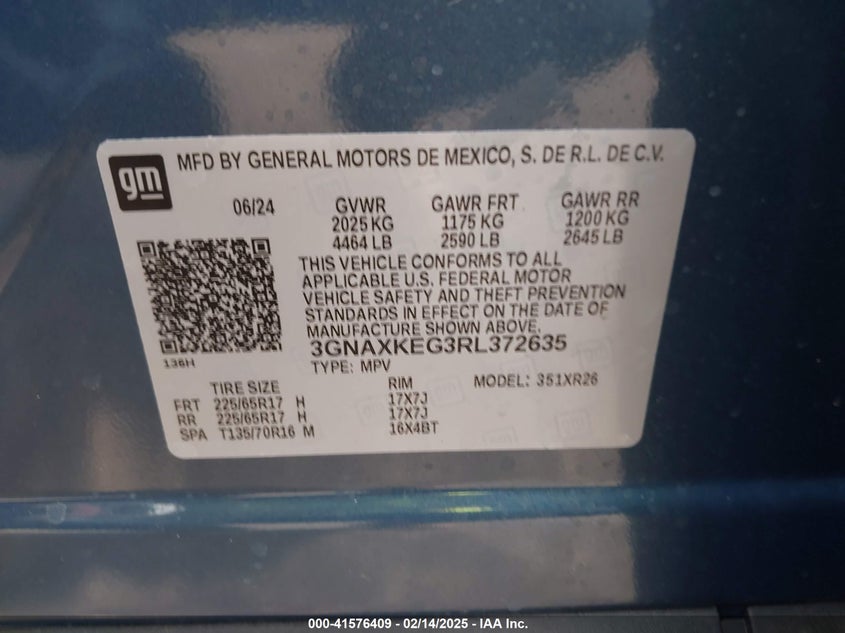 gm
MFD BY GENERAL MOTORS DE MEXICO, S. DE R.L. DE C.V.
06/24 GVWR GAWR FRT GAWR RR
2025 KG 1175 KG 1200 KG
4464 LB 2590 LB 2645 LB
THIS VEHICLE CONFORMS TO ALL
APPLICABLE U.S. FEDERAL MOTOR
VEHICLE SAFETY AND THEFT PREVENTION
STANDARDS IN EFFECT ON THE DATE OF
MANUFACTURE SHOWN ABOVE.
136H
3GNAXKEG3RL372635
TYPE: MPV
TIRE SIZE RIM MODEL: 351XR26
FRT 225/65R17 H 17X7J
RR 225/65R17 H 17X7J
SPA T135/70R16 M 16X4BT
000-41576409 - 02/14/2025 - IAA Inc.